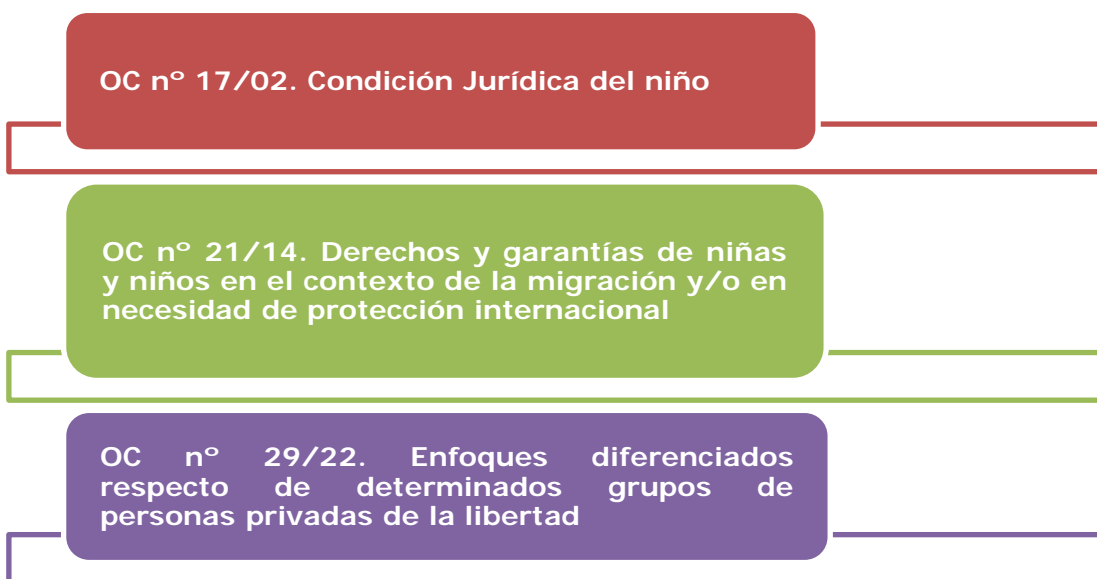 OC nº 17/02. Condición Jurídica del niño
OC nº 21/14. Derechos y garantías de niñas
y niños en el contexto de la migración y/o en
necesidad de protección internacional
OC nº 29/22. Enfoques diferenciados
respecto de determinados grupos de
personas privadas de la libertad